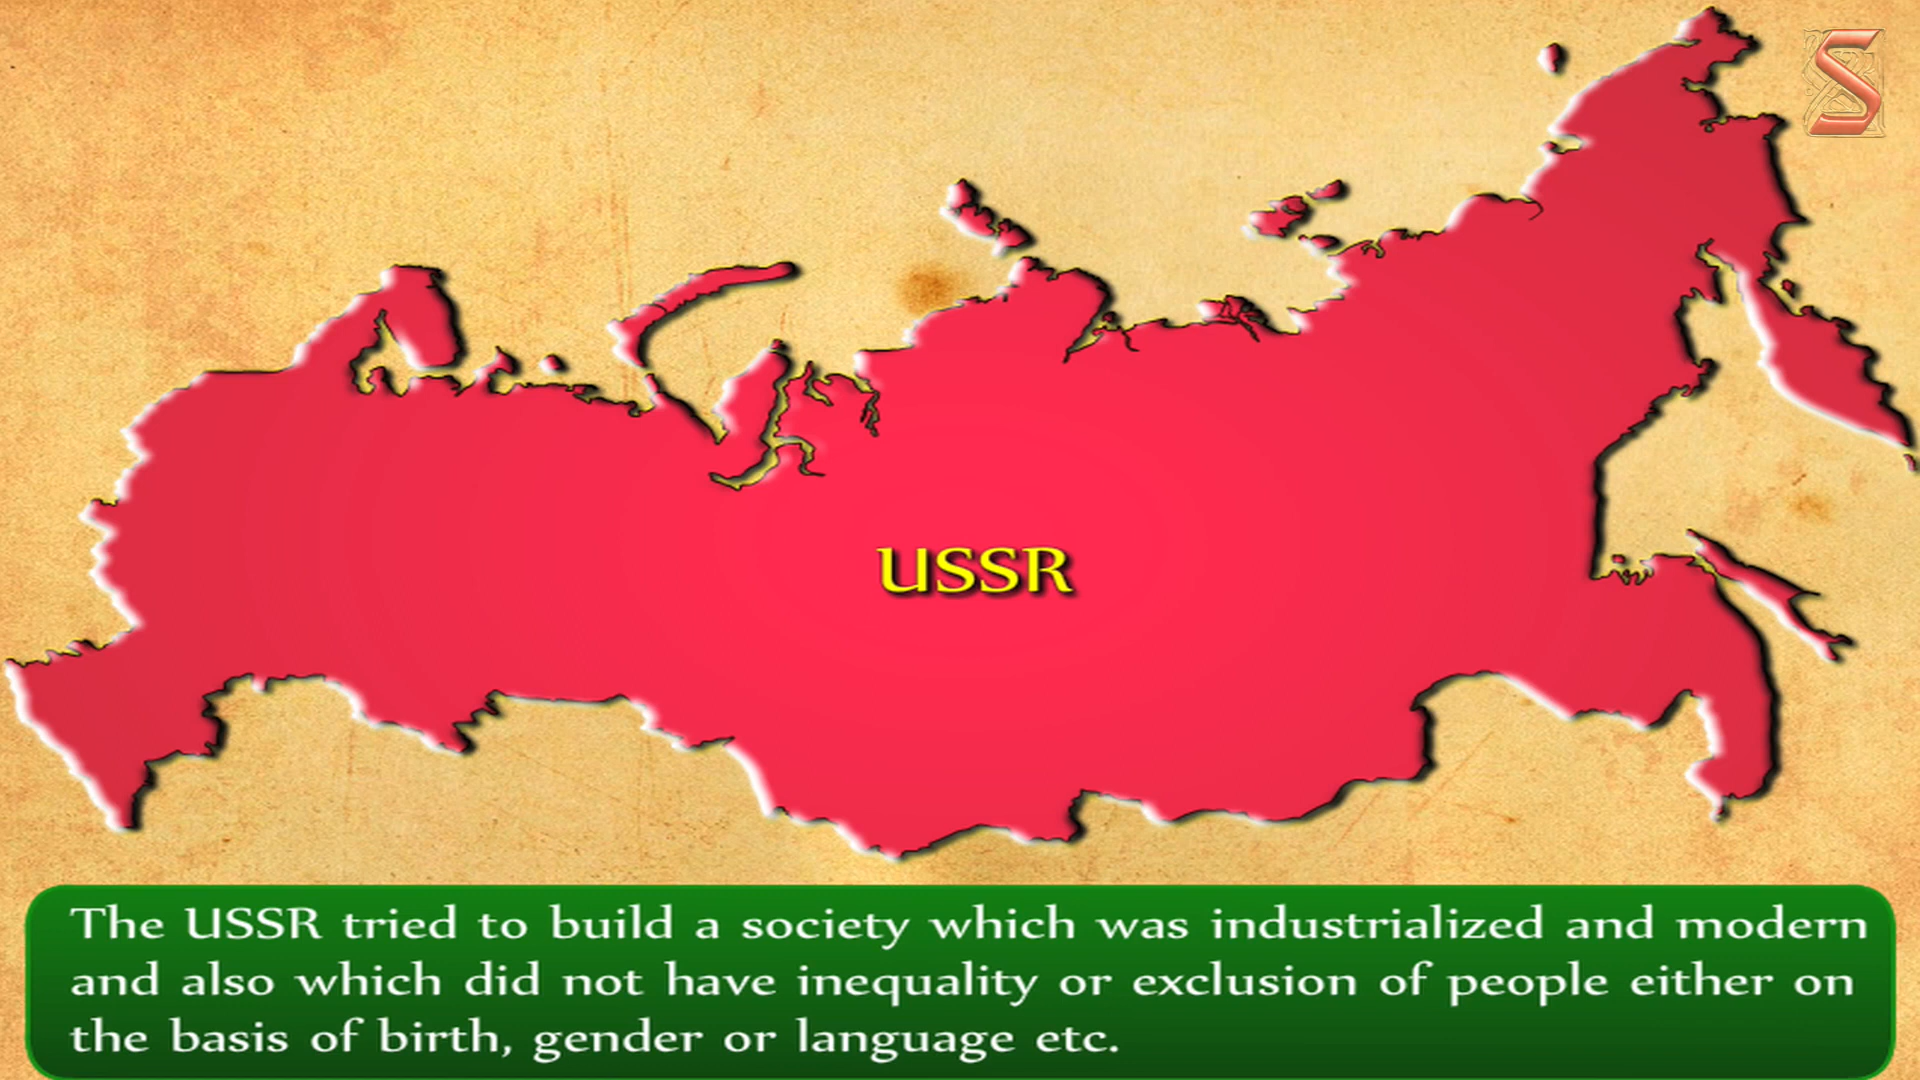 S
USSR
The USSR tried to build a society which was industrialized and modern
and also which did not have inequality or exclusion of people either on
the basis of birth, gender or language etc.